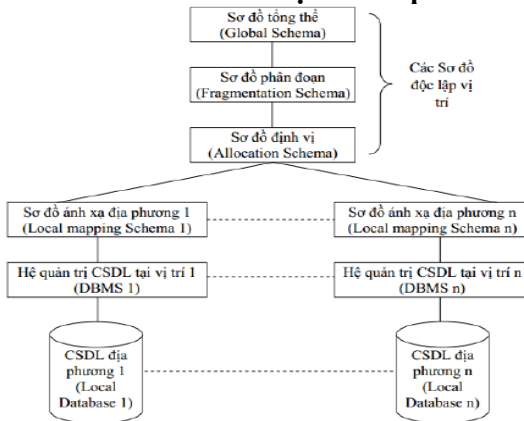 Sơ đồ tổng thể
(Global Schema)
Sơ đồ phân đoạn
(Fragmentation Schema)
Sơ đồ định vị
(Allocation Schema)
Các Sơ đồ
độc lập vị
trí
Sơ đồ ánh xạ địa phương 1
(Local mapping Schema 1)
Sơ đồ ánh xạ địa phương n
(Local mapping Schema n)
Hệ quản trị CSDL tại vị trí 1
(DBMS 1)
Hệ quản trị CSDL tại vị trí n
(DBMS n)
CSDL địa
phương 1
(Local
Database 1)
CSDL địa
phương n
(Local
Database n)